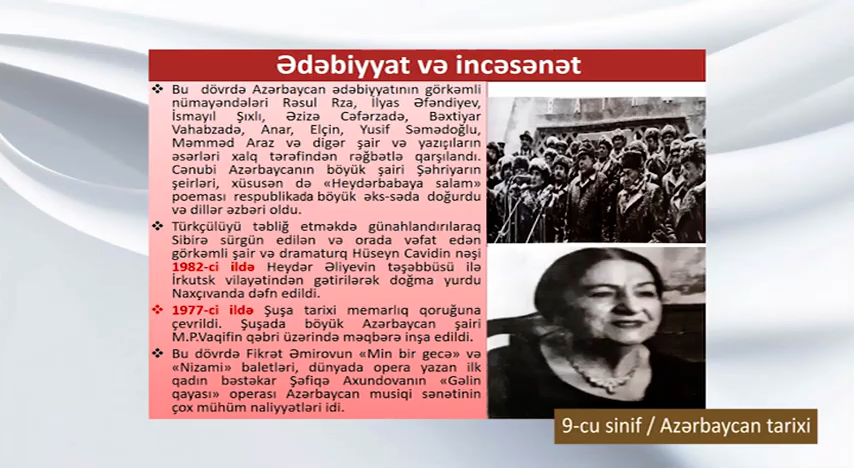 Ədəbiyyat və incəsənət
❖ Bu dövrdə Azərbaycan ədəbiyyatının görkəmli
nümayəndələri Rəsul Rza, İlyas Əfəndiyev,
İsmayıl Şıxlı, Əzizə Cəfərzadə, Bəxtiyar
Vahabzadə, Anar, Elçin, Yusif Səmədoğlu,
Məmməd Araz və digər şair və yazıçıların
əsərləri xalq tərəfindən rəğbətlə qarşılandı.
Cənubi Azərbaycanın böyük şairi Şəhriyarın
şeirləri, xüsusən də «Heydərbabaya salam»
poeması respublikada böyük əks-səda doğurdu
və dillər əzbəri oldu.
❖ Türkçülüyü təbliğ etməkdə günahlandırılaraq
Sibirə sürgün edilən və orada vəfat edən
görkəmli şair və dramaturq Hüseyn Cavidin nəşi
1982-ci ildə Heydər Əliyevin təşəbbüsü ilə
İrkutsk vilayətindən gətirilərək doğma yurdu
Naxçıvanda dəfn edildi.
❖ 1977-ci ildə Şuşa tarixi memarlıq qoruğuna
çevrildi. Şuşada böyük Azərbaycan şairi
M.P.Vaqifin qəbri üzərində məqbərə inşa edildi.
❖ Bu dövrdə Fikrət Əmirovun «Min bir gecə» və
«Nizami» baletləri, dünyada opera yazan ilk
qadın bəstəkar Şəfiqə Axundovanın «Gəlin
qayası» operası Azərbaycan musiqi sənətinin
çox mühüm naliyyətləri idi.
9-cu sinif / Azərbaycan tarixi